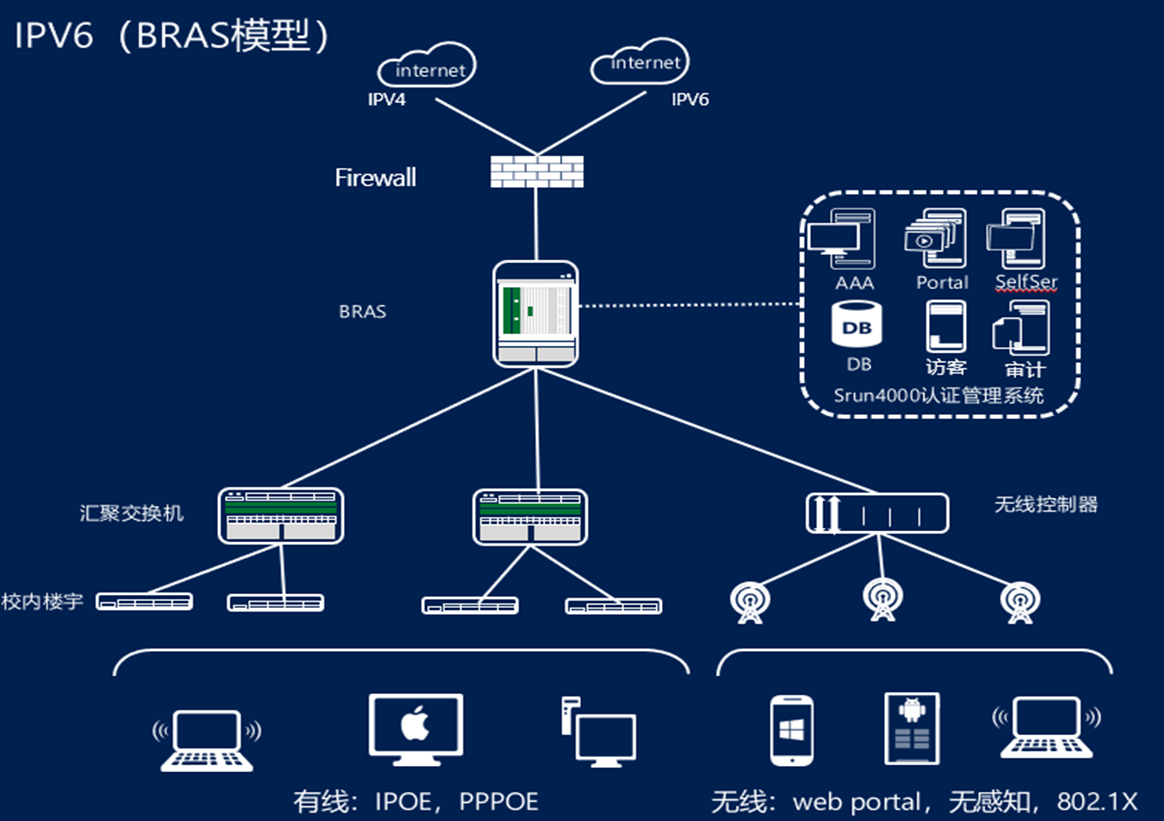 IPV6（BRAS模型）
internet
internet
IPV4
IPV6
Firewall
AAA
Portal
SelfSer
BRAS
DB
DB
访客
审计
Srun4000认证管理系统
汇聚交换机
无线控制器
校内楼宇
有线：IPOE，PPPOE
无线：web portal，无感知，802.1X